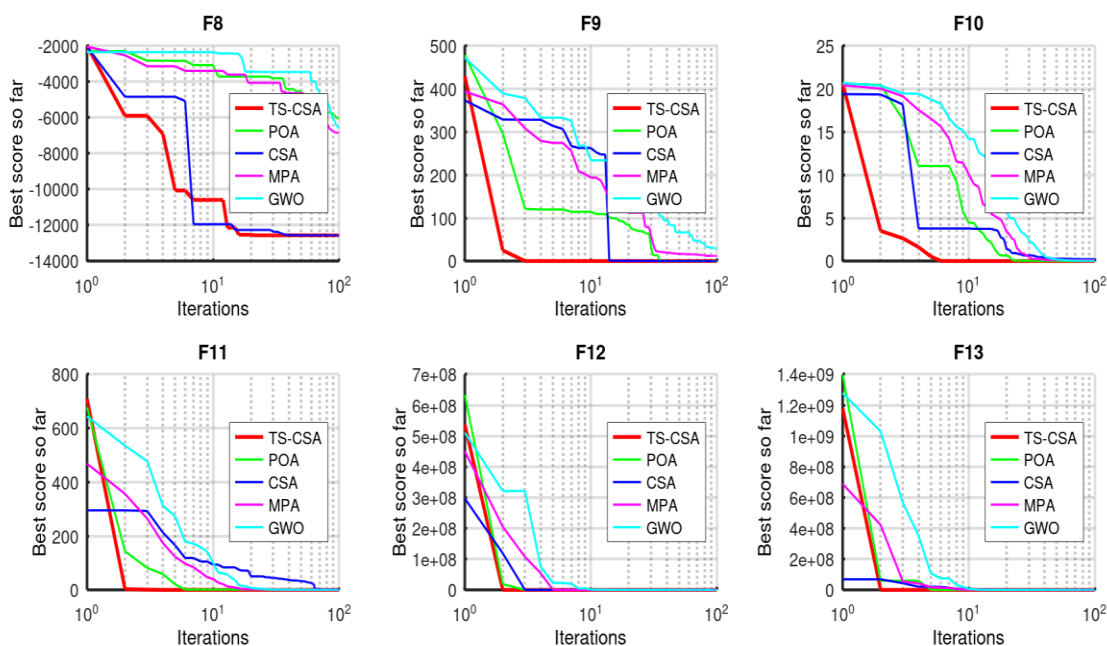 F8
Best score so far
-2000
-4000
-6000
-8000
-10000
-12000
-14000
TS-CSA
POA
CSA
MPA
GWO
10^0
10^1
10^2
Iterations
F9
Best score so far
500
400
300
200
100
0
TS-CSA
POA
CSA
MPA
GWO
10^0
10^1
10^2
Iterations
F10
Best score so far
25
20
15
10
5
0
TS-CSA
POA
CSA
MPA
GWO
10^0
10^1
10^2
Iterations
F11
Best score so far
800
600
400
200
0
TS-CSA
POA
CSA
MPA
GWO
10^0
10^1
10^2
Iterations
F12
Best score so far
7e+08
6e+08
5e+08
4e+08
3e+08
2e+08
1e+08
0
TS-CSA
POA
CSA
MPA
GWO
10^0
10^1
10^2
Iterations
F13
Best score so far
1.4e+09
1.2e+09
1e+09
8e+08
6e+08
4e+08
2e+08
0
TS-CSA
POA
CSA
MPA
GWO
10^0
10^1
10^2
Iterations